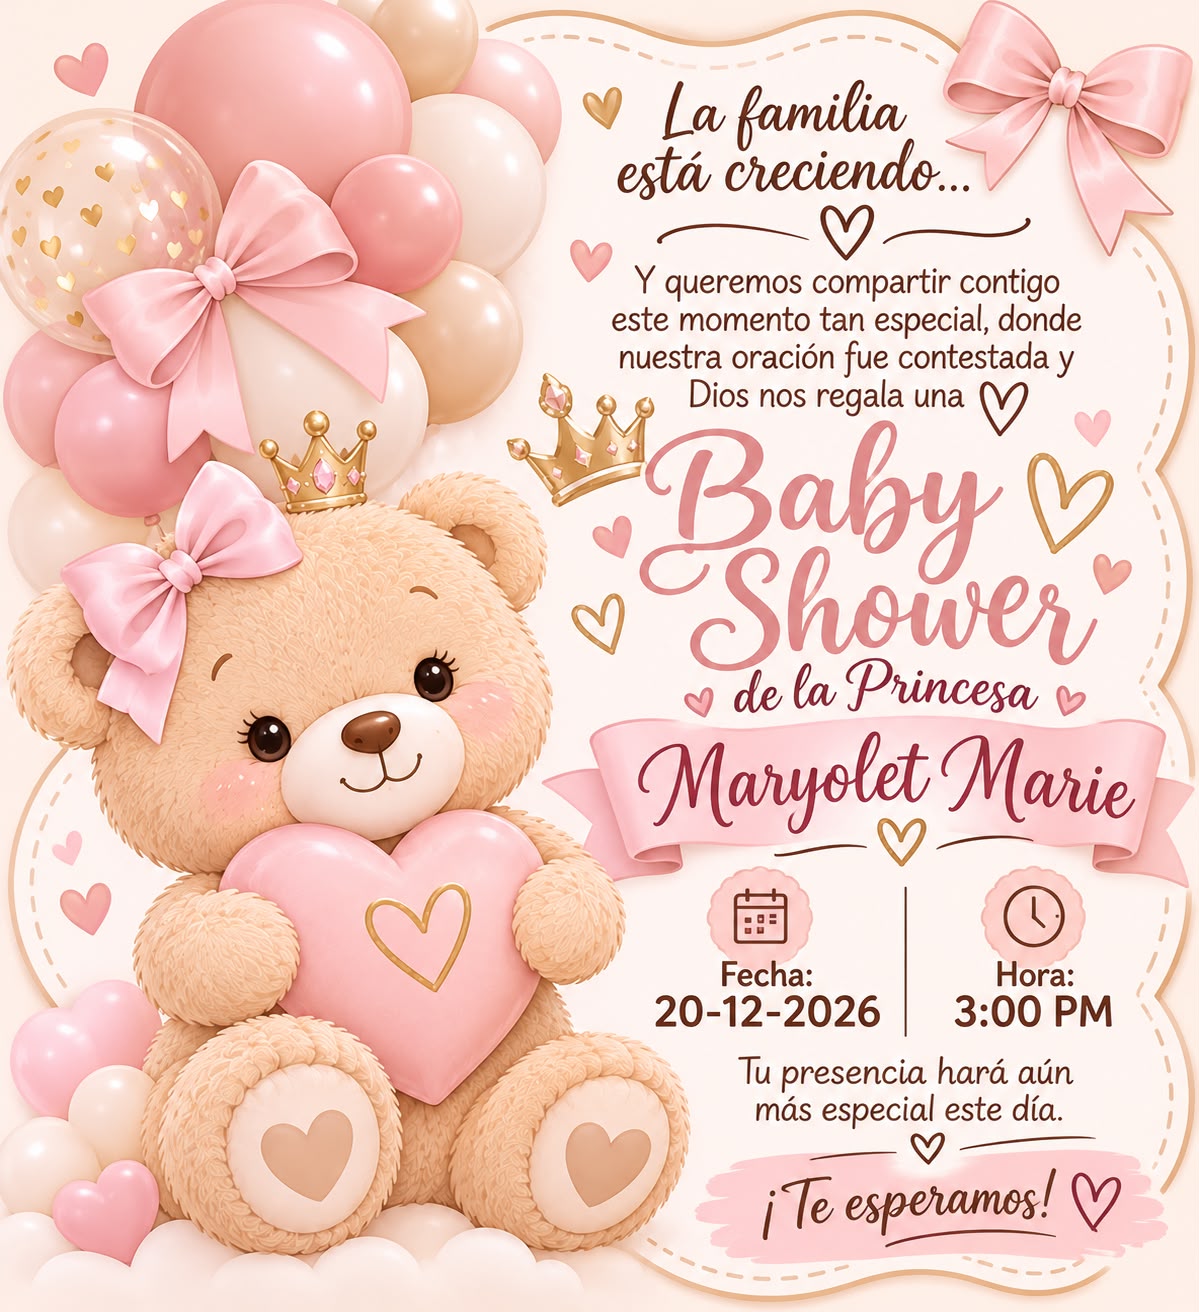 La familia
está creciendo...
Y queremos compartir contigo
este momento tan especial, donde
nuestra oración fue contestada y
Dios nos regala una
Baby
Shower
de la Princesa
Maryolet Marie
Fecha:
20-12-2026
Hora:
3:00 PM
Tu presencia hará aún
más especial este día.
¡Te esperamos!